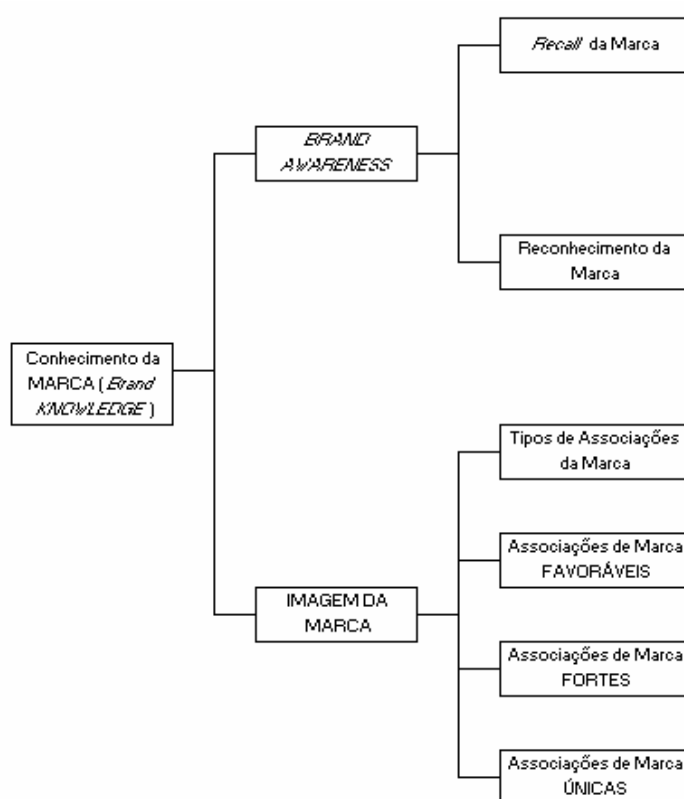 Recall da Marca
BRAND
AWARENESS
Reconhecimento da
Marca
Conhecimento da
MARCA ( Brand
KNOWLEDGE )
Tipos de Associações
da Marca
Associações de Marca
FAVORÁVEIS
IMAGEM DA
MARCA
Associações de Marca
FORTES
Associações de Marca
ÚNICAS